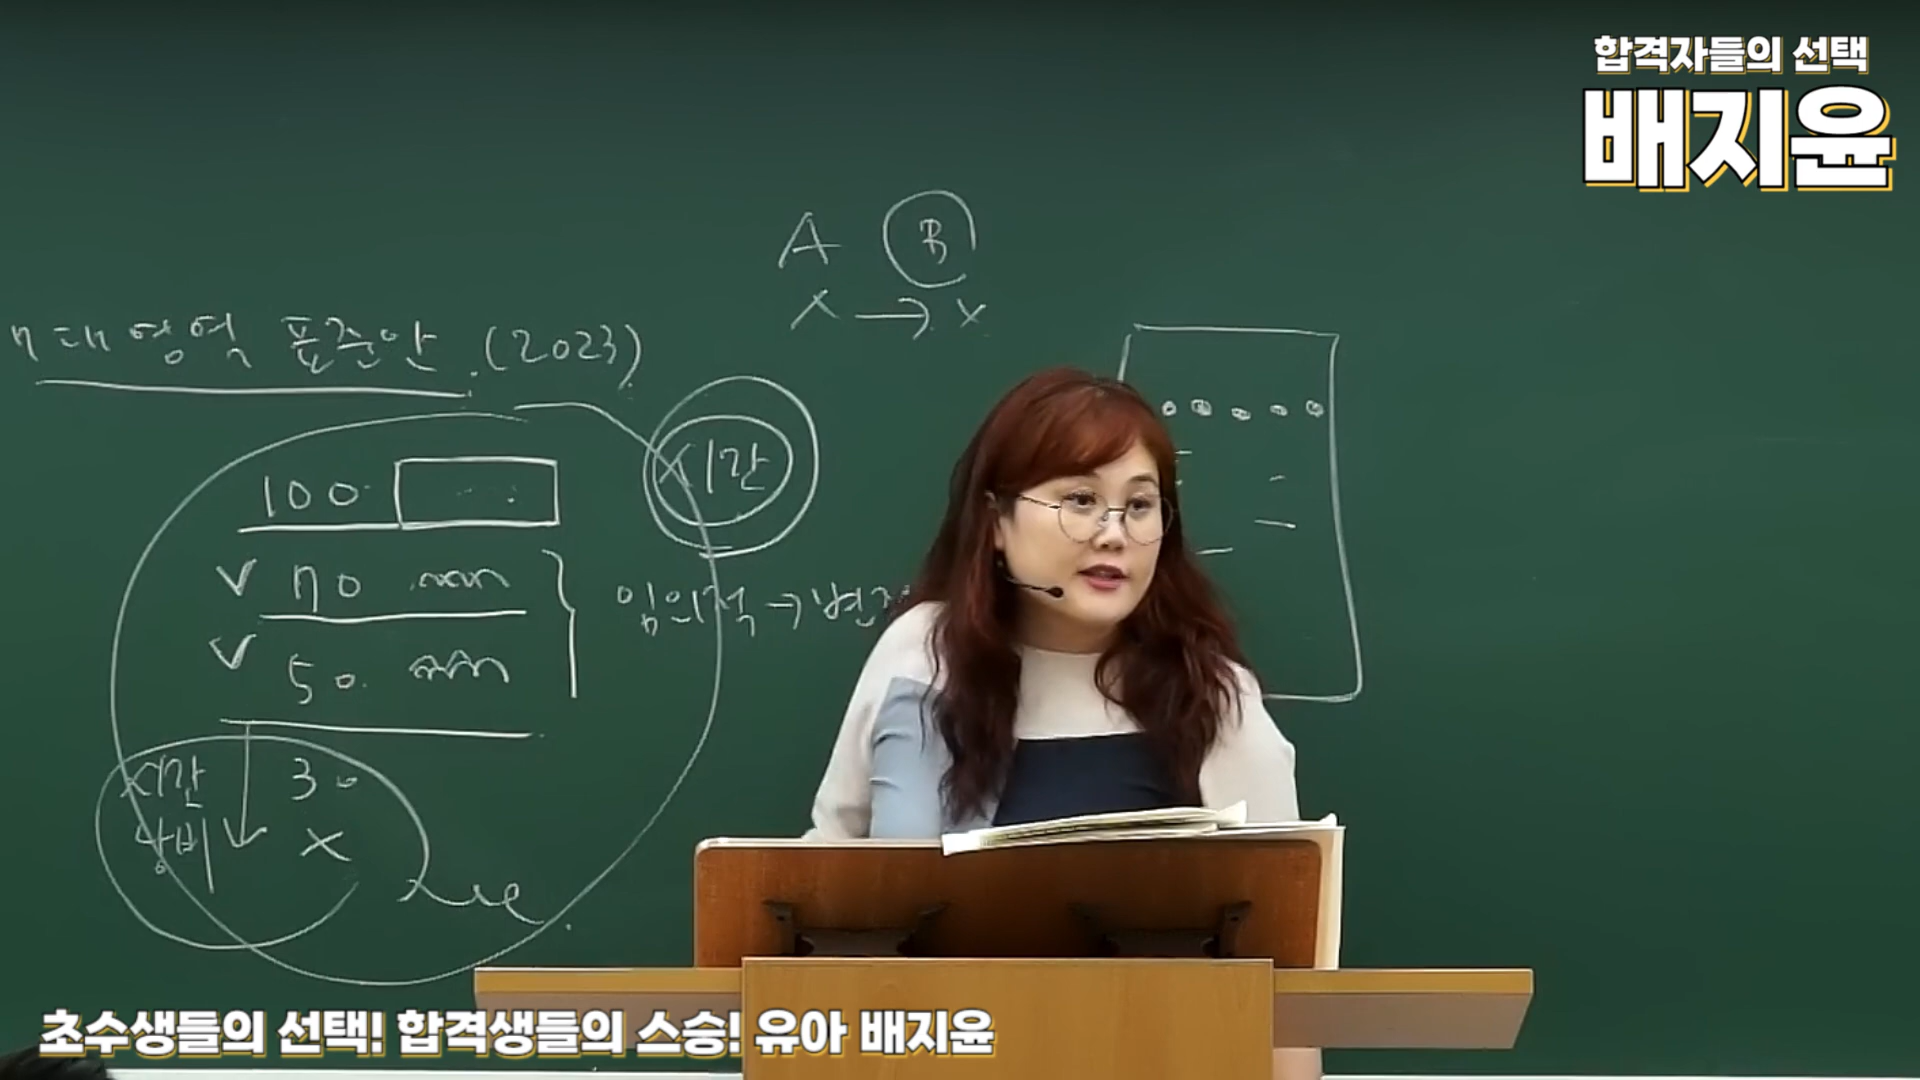 합격자들의 선택
배지윤
A B
x → x
7대영역 표준안 (2023)
100
시간
✓ 70
임의적 →
✓ 50
시간 30
낭비 x
초수생들의 선택! 합격생들의 스승! 유아 배지윤